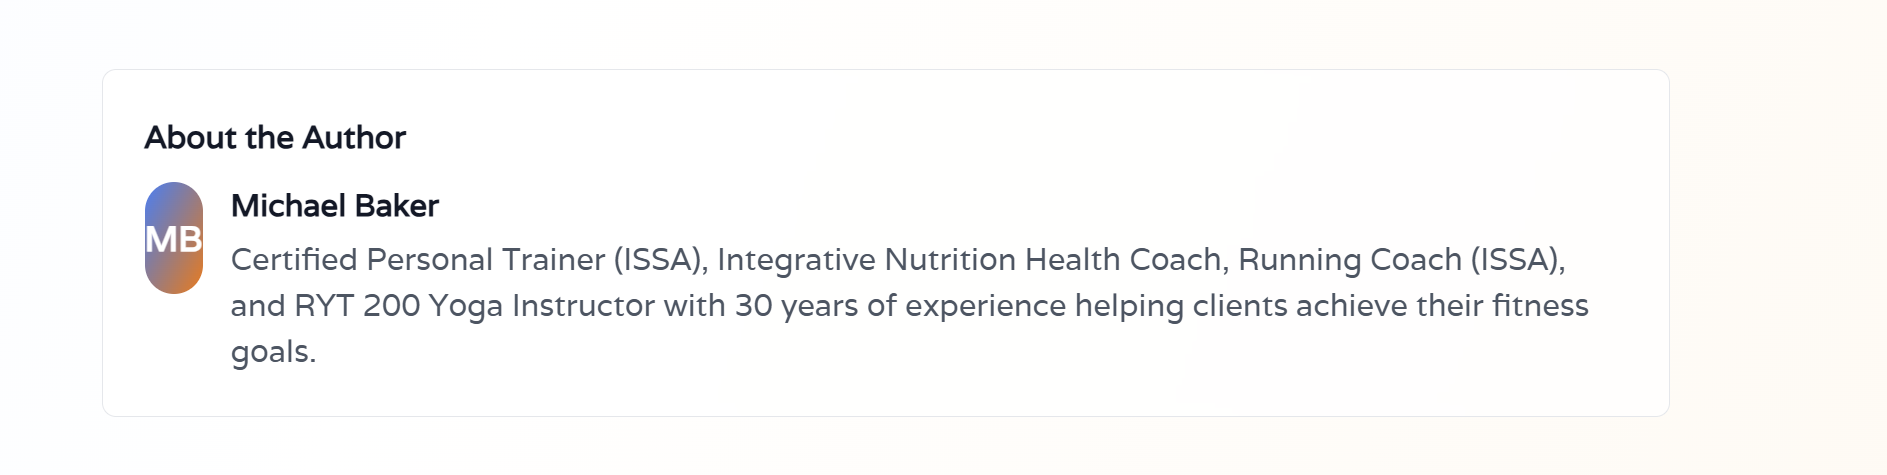 About the Author
Michael Baker
MB
Certified Personal Trainer (ISSA), Integrative Nutrition Health Coach, Running Coach (ISSA),
and RYT 200 Yoga Instructor with 30 years of experience helping clients achieve their fitness
goals.